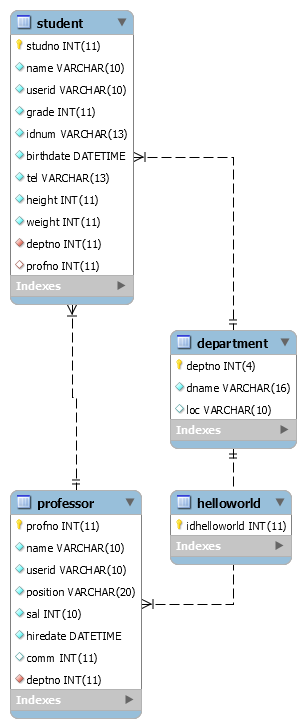 student
studno INT(11)
name VARCHAR(10)
userid VARCHAR(10)
grade INT(11)
idnum VARCHAR(13)
birthdate DATETIME
tel VARCHAR(13)
height INT(11)
weight INT(11)
deptno INT(11)
profno INT(11)
Indexes
department
deptno INT(4)
dname VARCHAR(16)
loc VARCHAR(10)
Indexes
professor
profno INT(11)
name VARCHAR(10)
userid VARCHAR(10)
position VARCHAR(20)
sal INT(10)
hiredate DATETIME
comm INT(11)
deptno INT(11)
Indexes
helloworld
idhelloworld INT(11)
Indexes